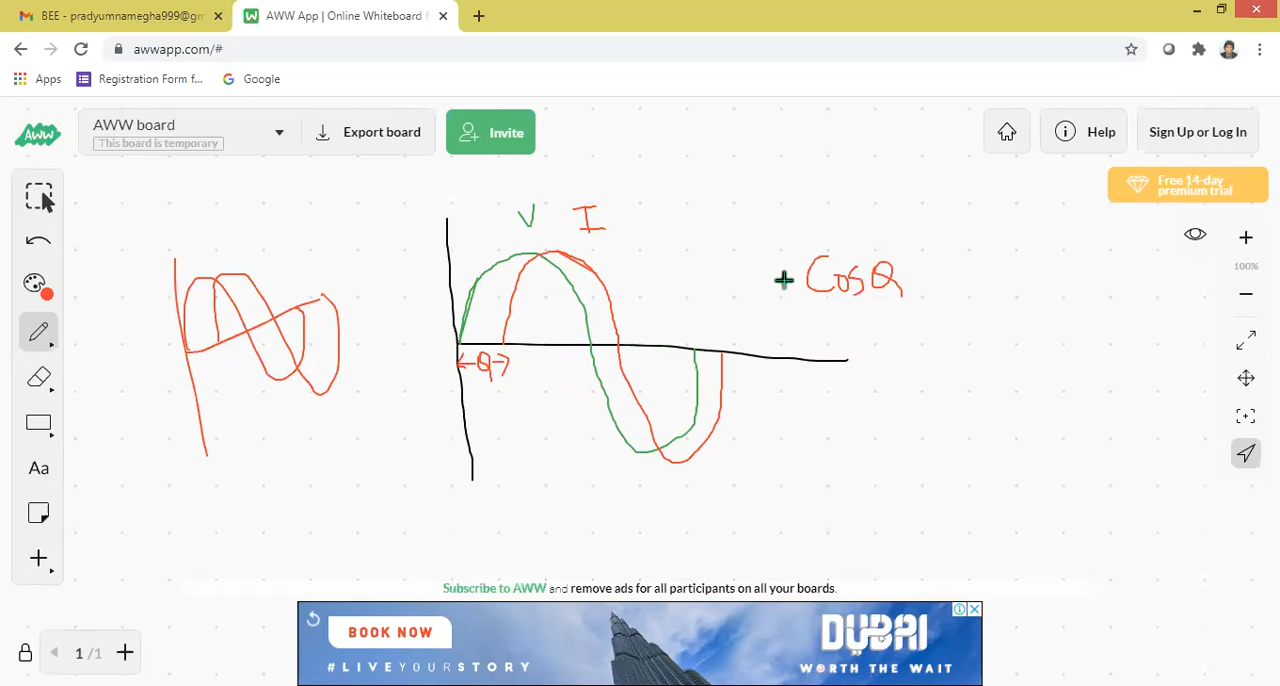 BEE - pradyumnamegha999@gm
AWW App | Online Whiteboard f
awwapp.com/#
Apps
Registration Form f...
Google
AWW
AWW board
This board is temporary
Export board
Invite
Help
Sign Up or Log In
Free 14-day
premium trial
V I
Cosθ
←θ→
100%
Aa
Subscribe to AWW and remove ads for all participants on all your boards.
BOOK NOW
#LIVEYOURSTORY
DUBAI
WORTH THE WAIT
1/1